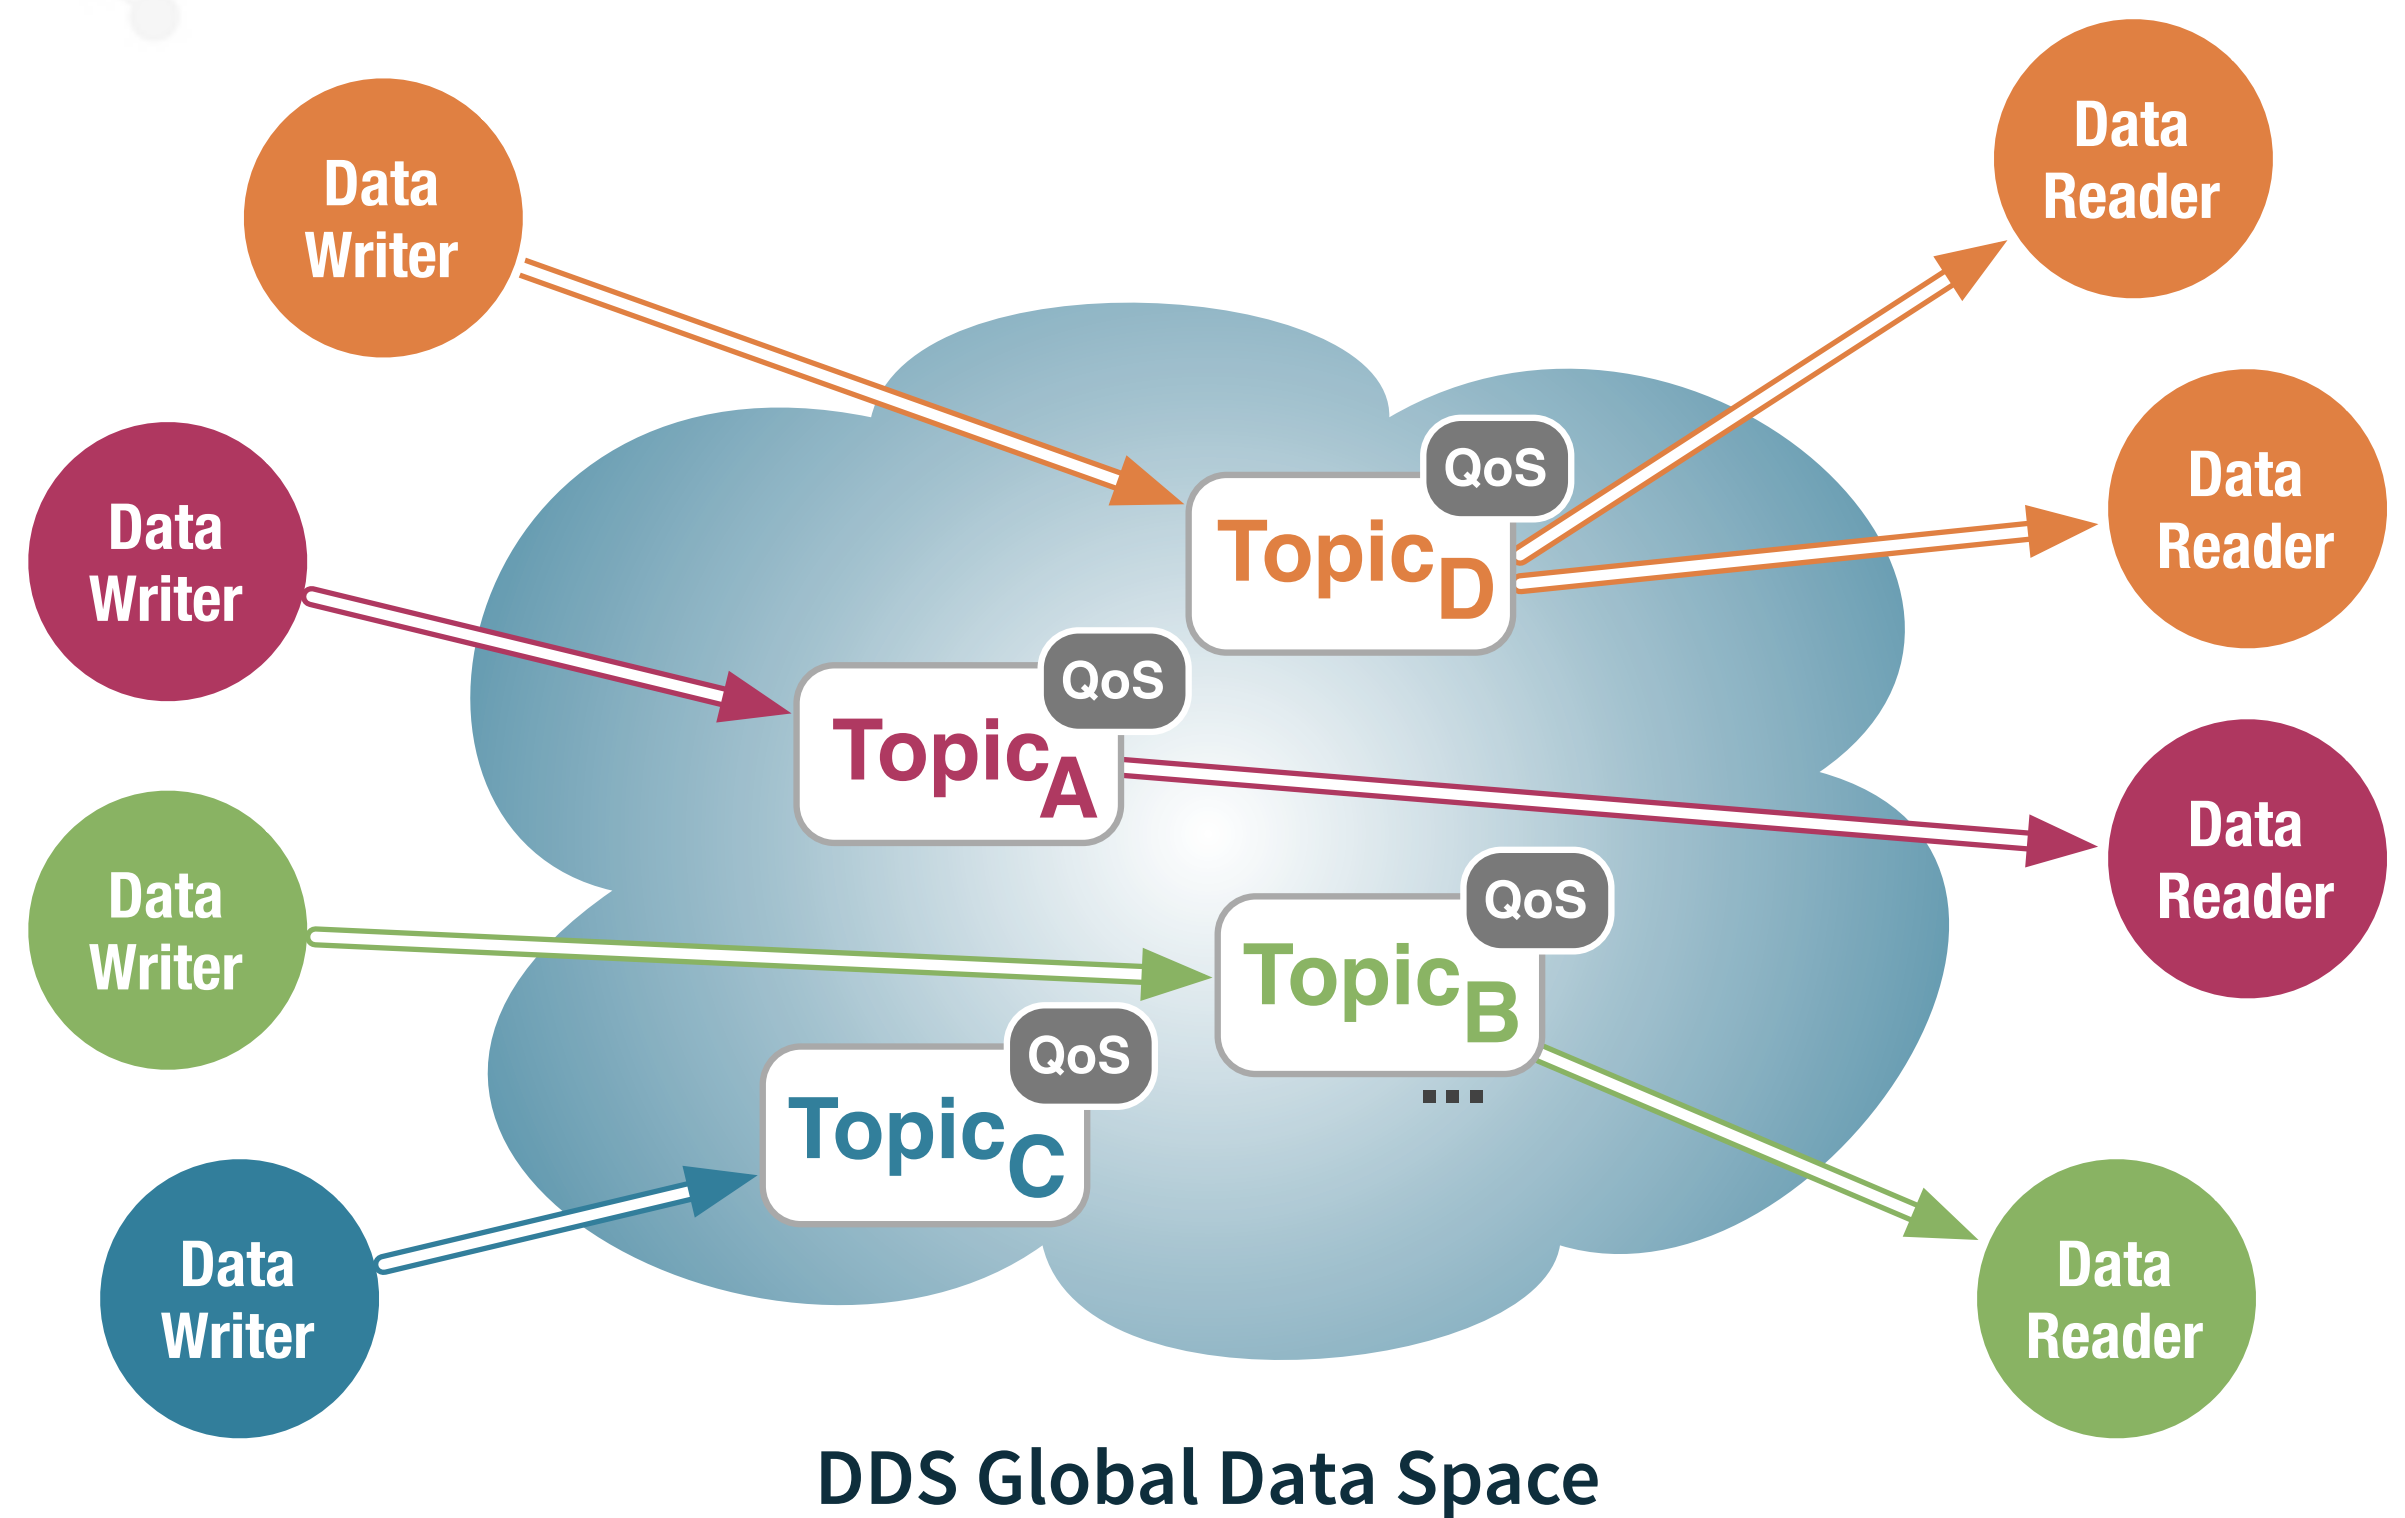 Data
Writer
Data
Reader
QoS
Topic D
Data
Reader
Data
Writer
QoS
Topic A
Data
Reader
Data
Writer
QoS
Topic B
...
QoS
Topic C
Data
Writer
Data
Reader
DDS Global Data Space